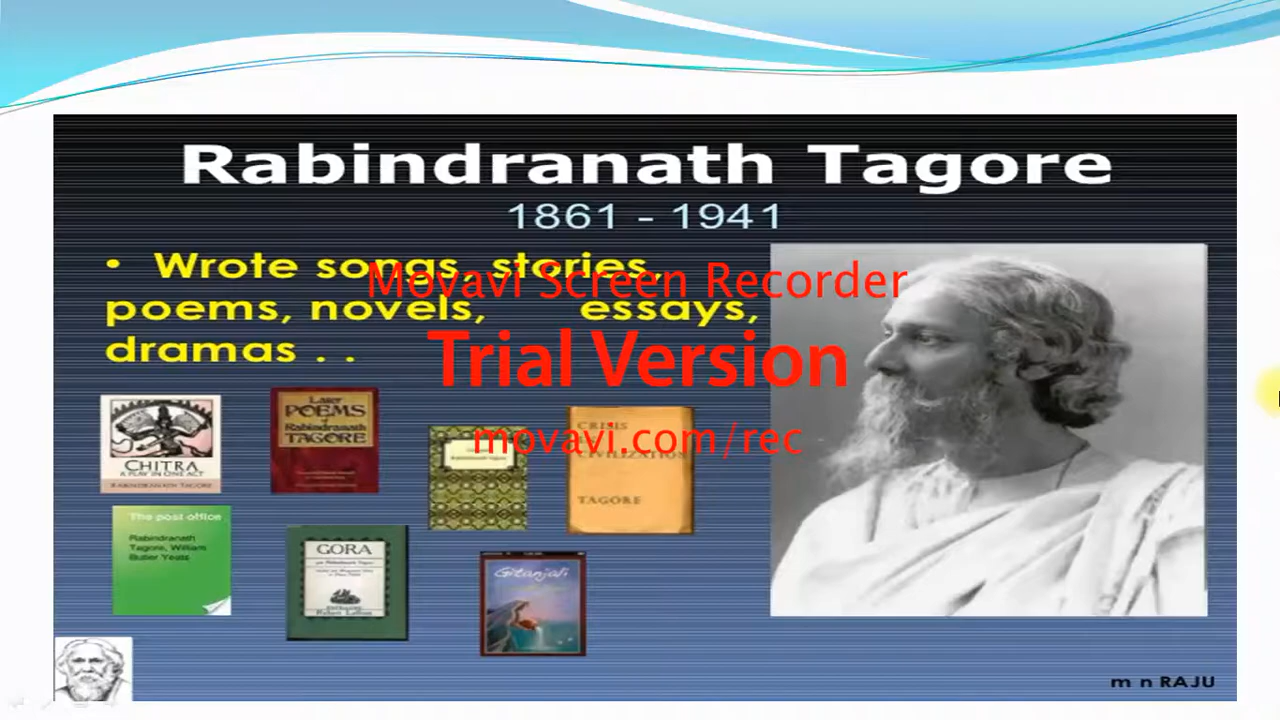 Rabindranath Tagore
1861 - 1941
• Wrote songs, stories,
poems, novels, essays,
dramas . .
Movavi Screen Recorder
Trial Version
movavi.com/rec
CHITRA
A PLAY IN ONE ACT
RABINDRANATH TAGORE
Later
POEMS
of
Rabindranath
TAGORE
CRISIS
CIVILIZATION
TAGORE
The post office
Rabindranath
Tagore, William
Butler Yeats
GORA
Gitanjali
m n RAJU